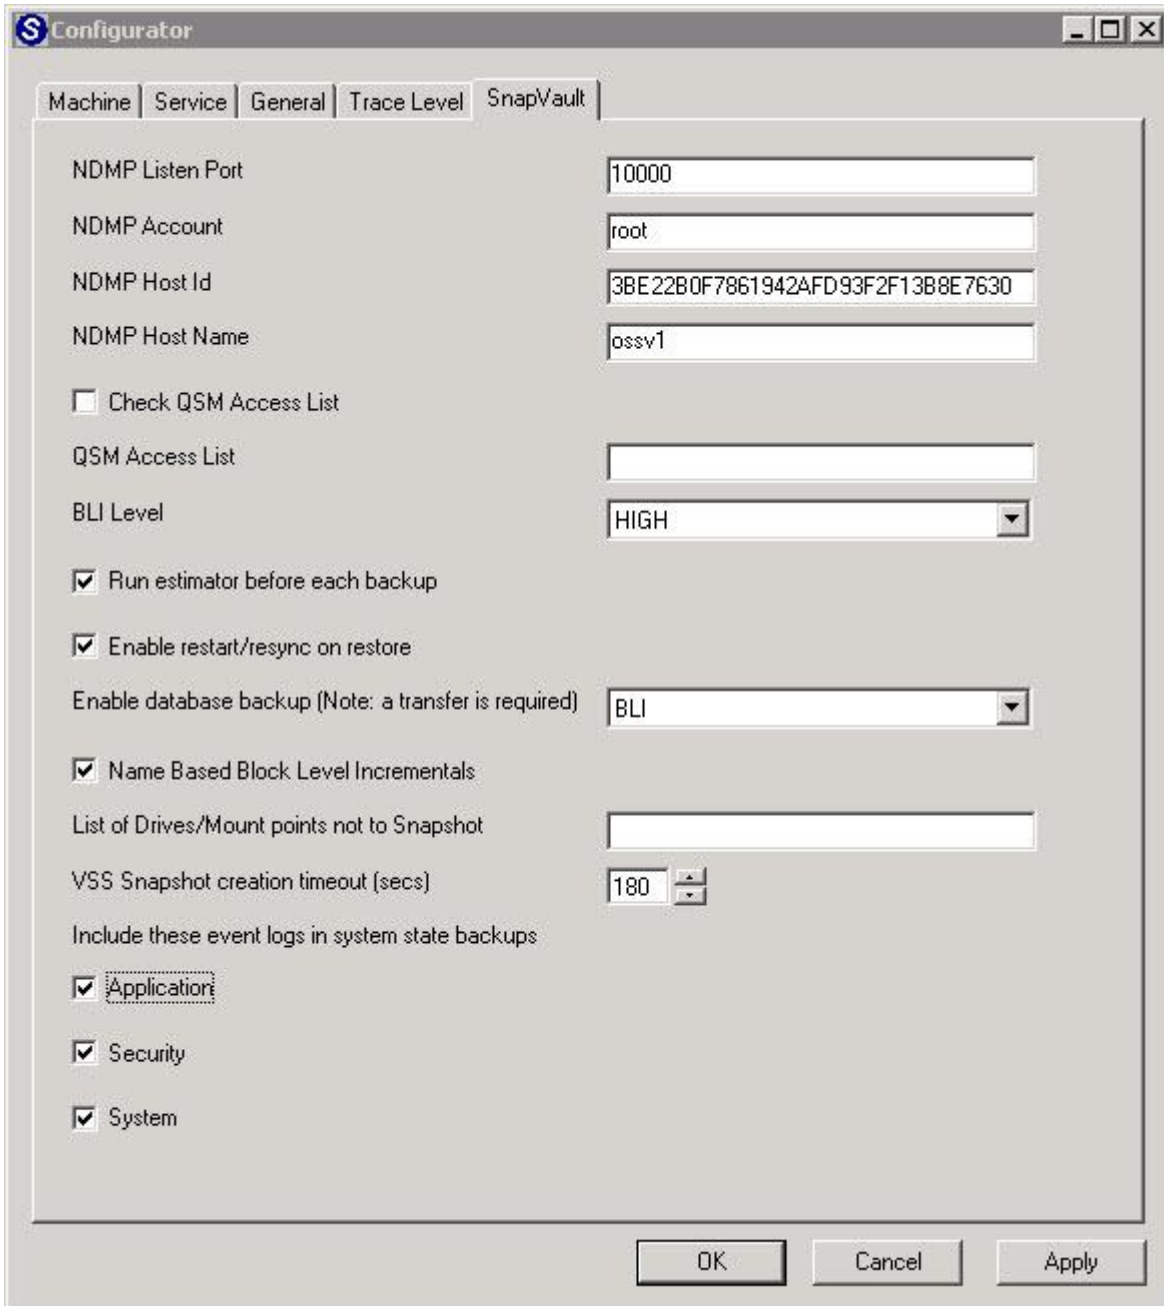 S Configurator
Machine Service General Trace Level SnapVault
NDMP Listen Port 10000
NDMP Account root
NDMP Host Id 3BE22B0F7861942AFD93F2F13B8E7630
NDMP Host Name ossv1
Check QSM Access List
QSM Access List
BLI Level HIGH
Run estimator before each backup
Enable restart/resync on restore
Enable database backup (Note: a transfer is required) BLI
Name Based Block Level Incrementals
List of Drives/Mount points not to Snapshot
VSS Snapshot creation timeout (secs) 180
Include these event logs in system state backups
Application
Security
System
OK Cancel Apply